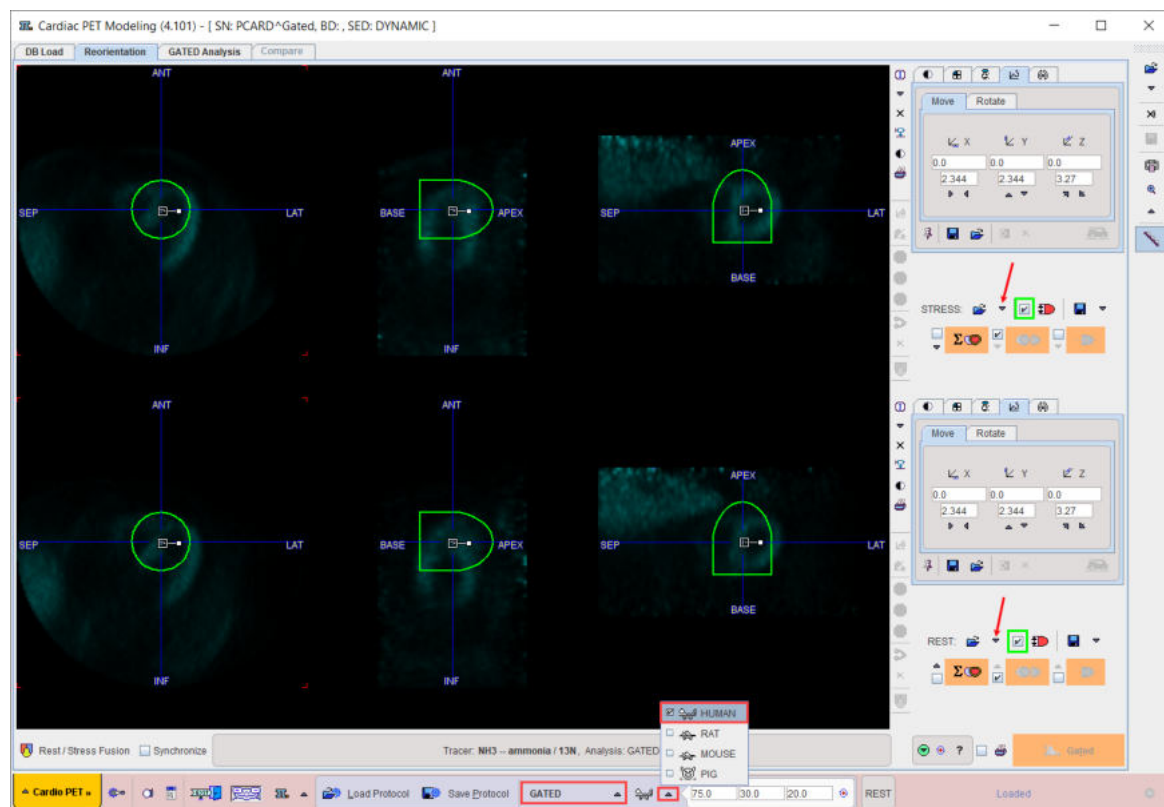 Cardiac PET Modeling (4.101) - [ SN: PCARD^Gated, BD: , SED: DYNAMIC ]
DB Load Reorientation GATED Analysis Compare
ANT
SEP LAT
INF
BASE APEX
APEX
SEP LAT
BASE
Move Rotate
X Y Z
0.0 0.0 0.0
2.344 2.344 3.27
STRESS:
Σ
ANT
SEP LAT
INF
ANT
BASE APEX
INF
APEX
SEP LAT
BASE
Move Rotate
X Y Z
0.0 0.0 0.0
2.344 2.344 3.27
REST:
Σ
HUMAN
RAT
MOUSE
PIG
Rest / Stress Fusion Synchronize Tracer: NH3 -- ammonia / 13N, Analysis: GATED ? Gated
Cardio PET Load Protocol Save Protocol GATED 75.0 30.0 20.0 REST Loaded